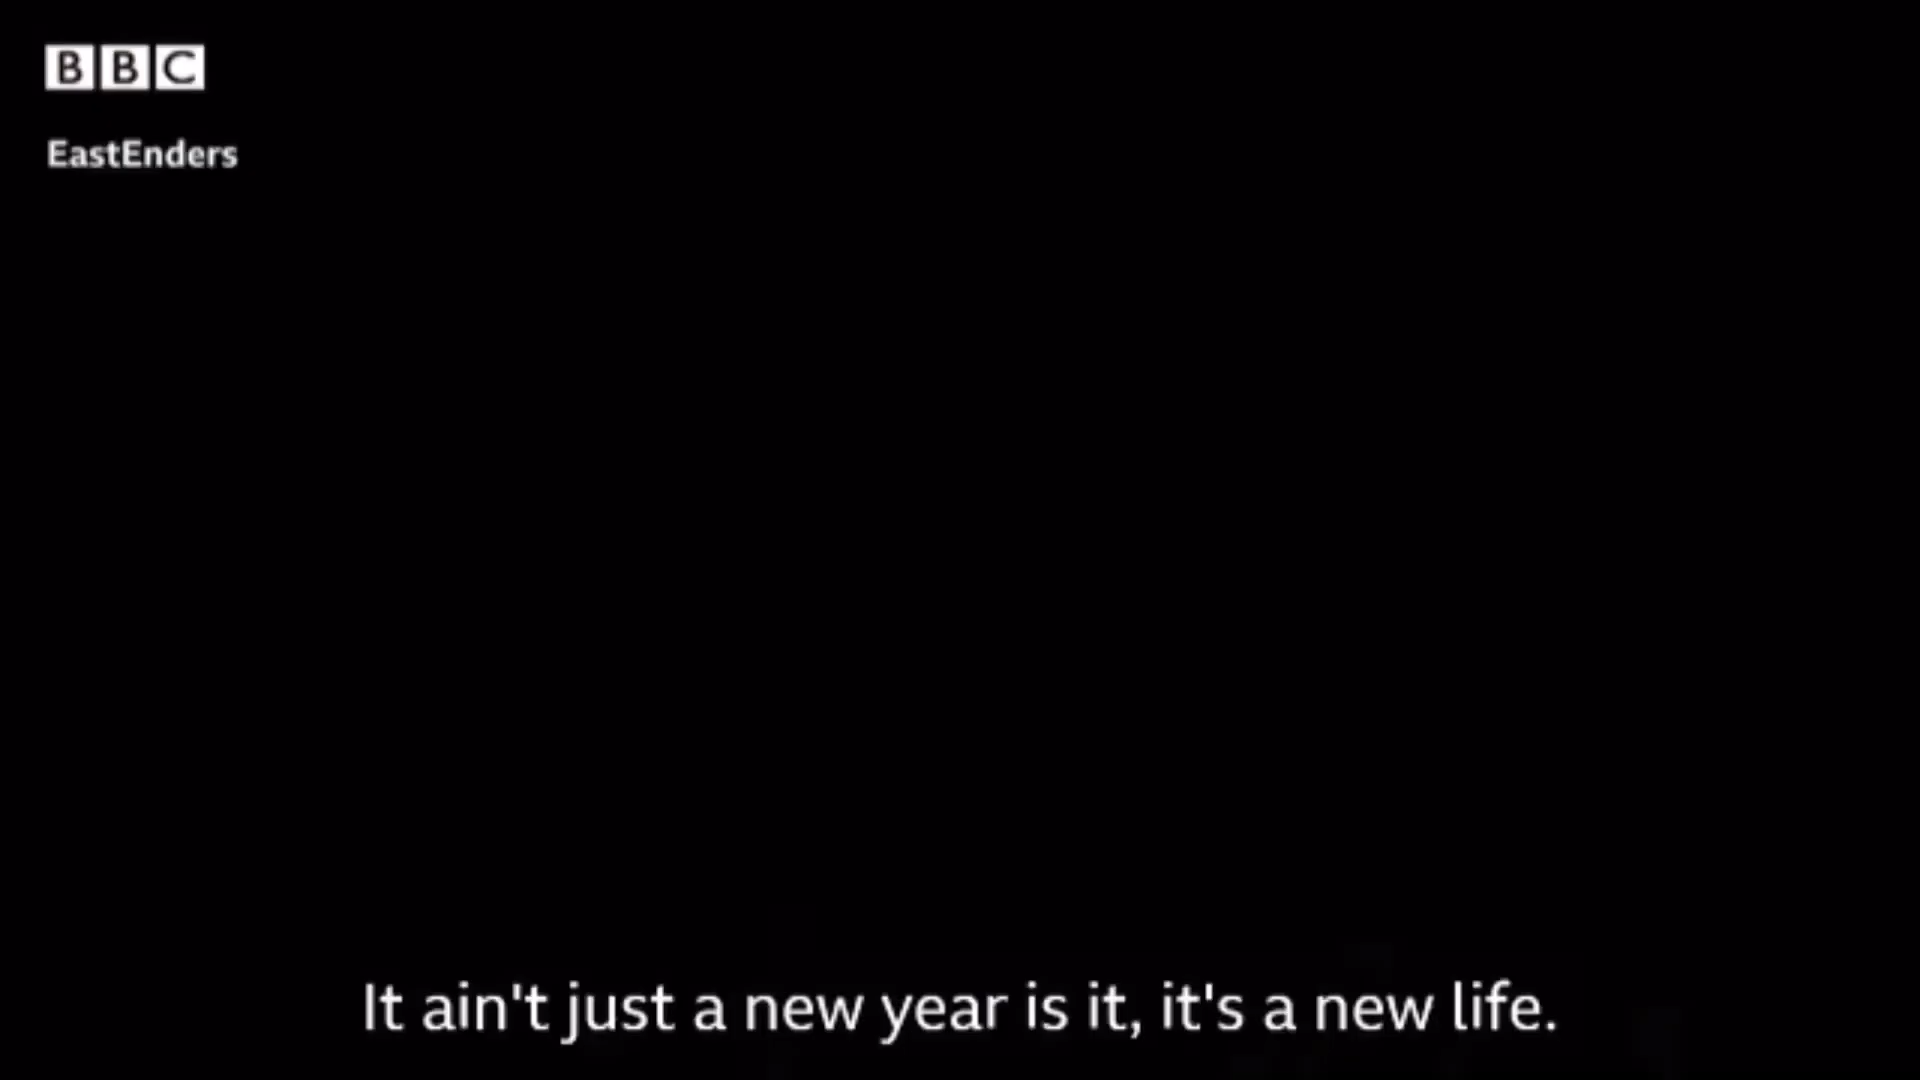 BBC
EastEnders
It ain't just a new year is it, it's a new life.